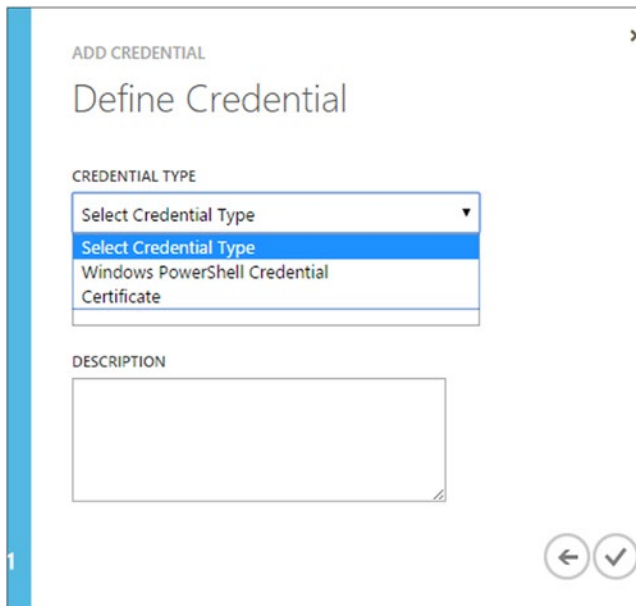 ADD CREDENTIAL
Define Credential
CREDENTIAL TYPE
Select Credential Type
Select Credential Type
Windows PowerShell Credential
Certificate
DESCRIPTION
1